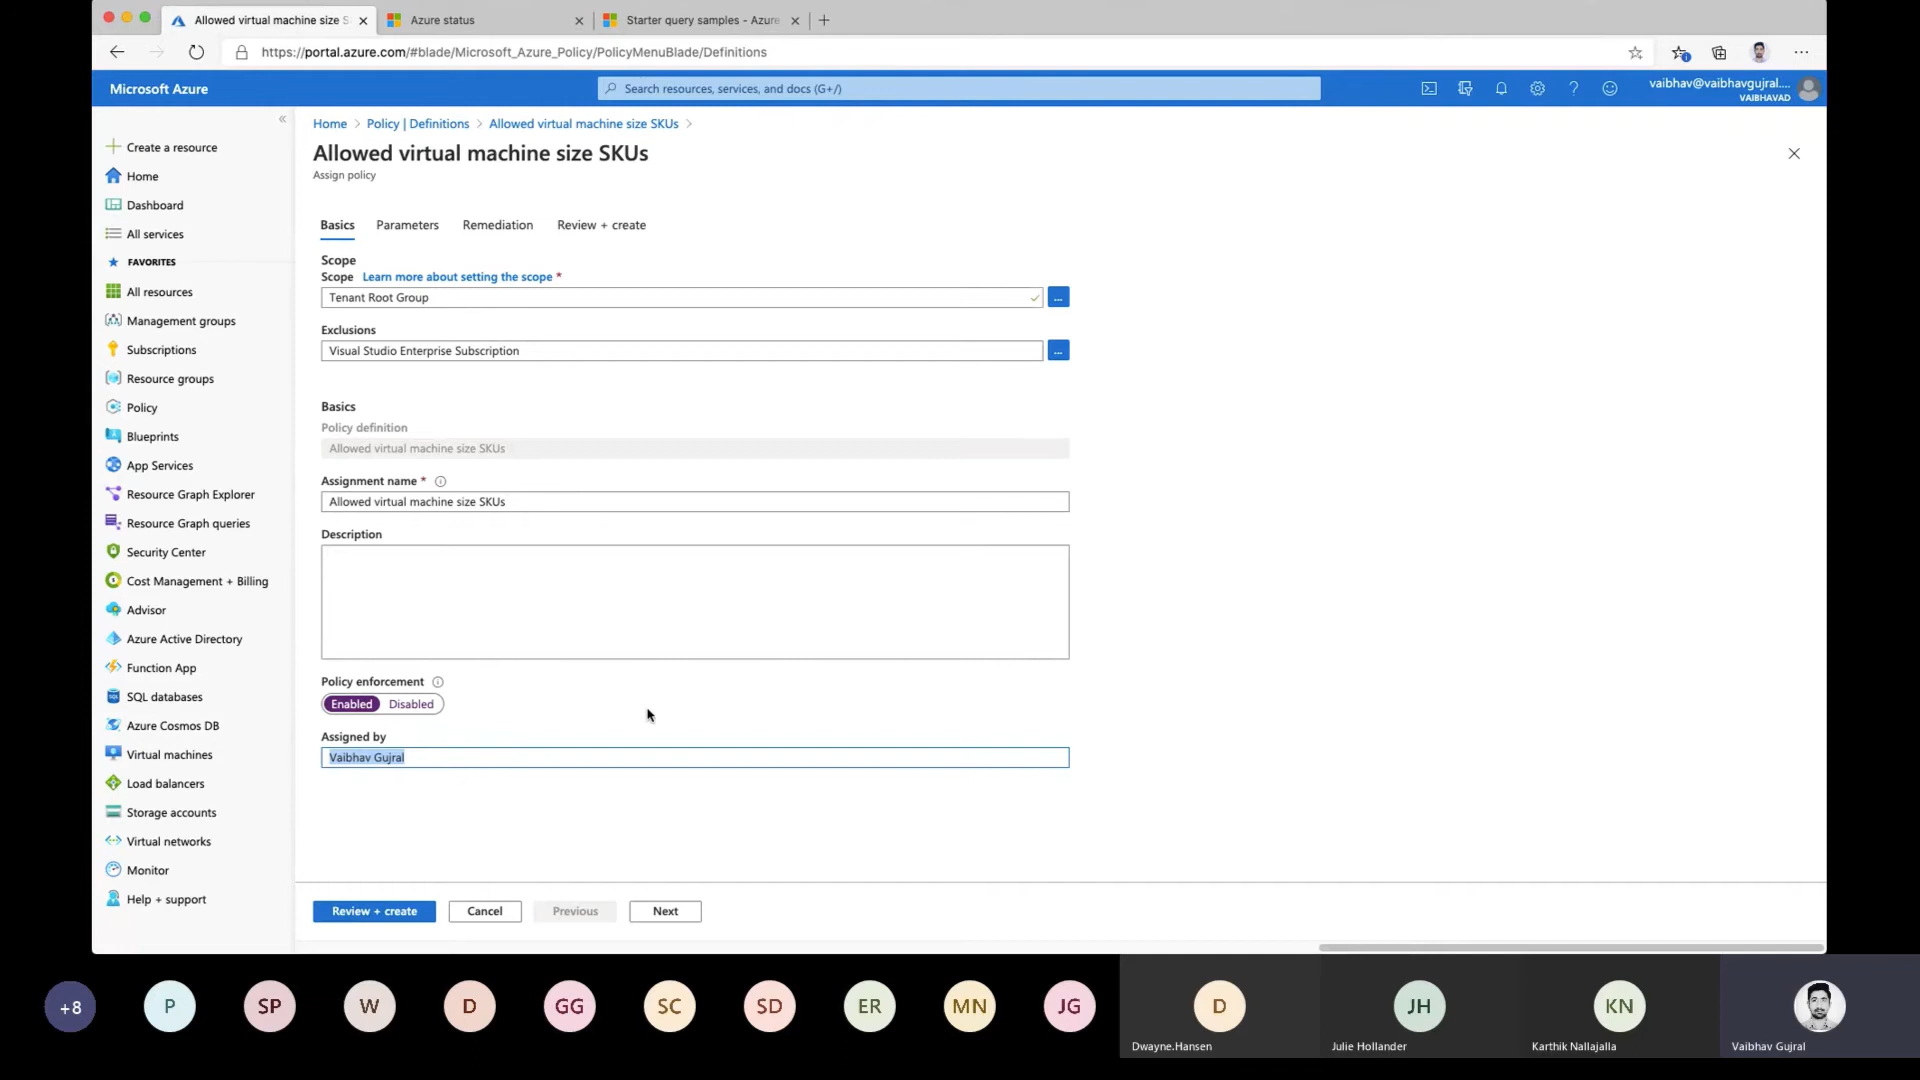 Allowed virtual machine size S
Azure status
Starter query samples - Azure
https://portal.azure.com/#blade/Microsoft_Azure_Policy/PolicyMenuBlade/Definitions
Microsoft Azure
Search resources, services, and docs (G+/)
vaibhav@vaibhavgujral....
VAIBHAVAD
Create a resource
Home
Dashboard
All services
FAVORITES
All resources
Management groups
Subscriptions
Resource groups
Policy
Blueprints
App Services
Resource Graph Explorer
Resource Graph queries
Security Center
Cost Management + Billing
Advisor
Azure Active Directory
Function App
SQL databases
Azure Cosmos DB
Virtual machines
Load balancers
Storage accounts
Virtual networks
Monitor
Help + support
Home > Policy | Definitions > Allowed virtual machine size SKUs >
Allowed virtual machine size SKUs
Assign policy
Basics Parameters Remediation Review + create
Scope
Scope Learn more about setting the scope *
Tenant Root Group
...
Exclusions
Visual Studio Enterprise Subscription
...
Basics
Policy definition
Allowed virtual machine size SKUs
Assignment name *
Allowed virtual machine size SKUs
Description
Policy enforcement
Enabled Disabled
Assigned by
Vaibhav Gujral
Review + create Cancel Previous Next
+8 P SP W D GG SC SD ER MN JG D JH KN
Dwayne.Hansen Julie Hollander Karthik Nallajalla Vaibhav Gujral